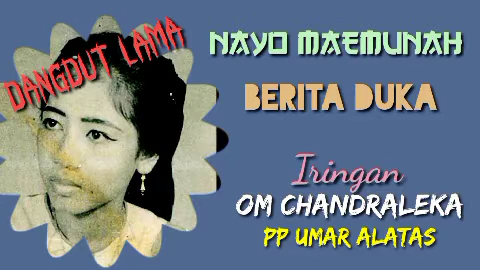 DANGDUT LAMA
NAYO MAEMUNAH
BERITA DUKA
Iringan
OM CHANDRALEKA
PP UMAR ALATAS